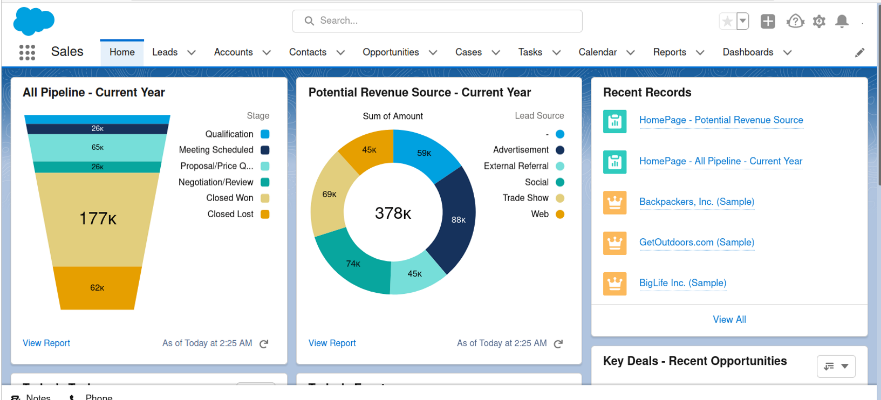 Search...
Sales
Home
Leads
Accounts
Contacts
Opportunities
Cases
Tasks
Calendar
Reports
Dashboards
All Pipeline - Current Year
Stage
Qualification
Meeting Scheduled
Proposal/Price Q...
Negotiation/Review
Closed Won
Closed Lost
26K
65K
26K
177K
62K
View Report
As of Today at 2:25 AM
Potential Revenue Source - Current Year
Sum of Amount
Lead Source
-
Advertisement
External Referral
Social
Trade Show
Web
59K
88K
45K
74K
69K
45K
378K
View Report
As of Today at 2:25 AM
Recent Records
HomePage - Potential Revenue Source
HomePage - All Pipeline - Current Year
Backpackers, Inc. (Sample)
GetOutdoors.com (Sample)
BigLife Inc. (Sample)
View All
Key Deals - Recent Opportunities
Notes
Phone